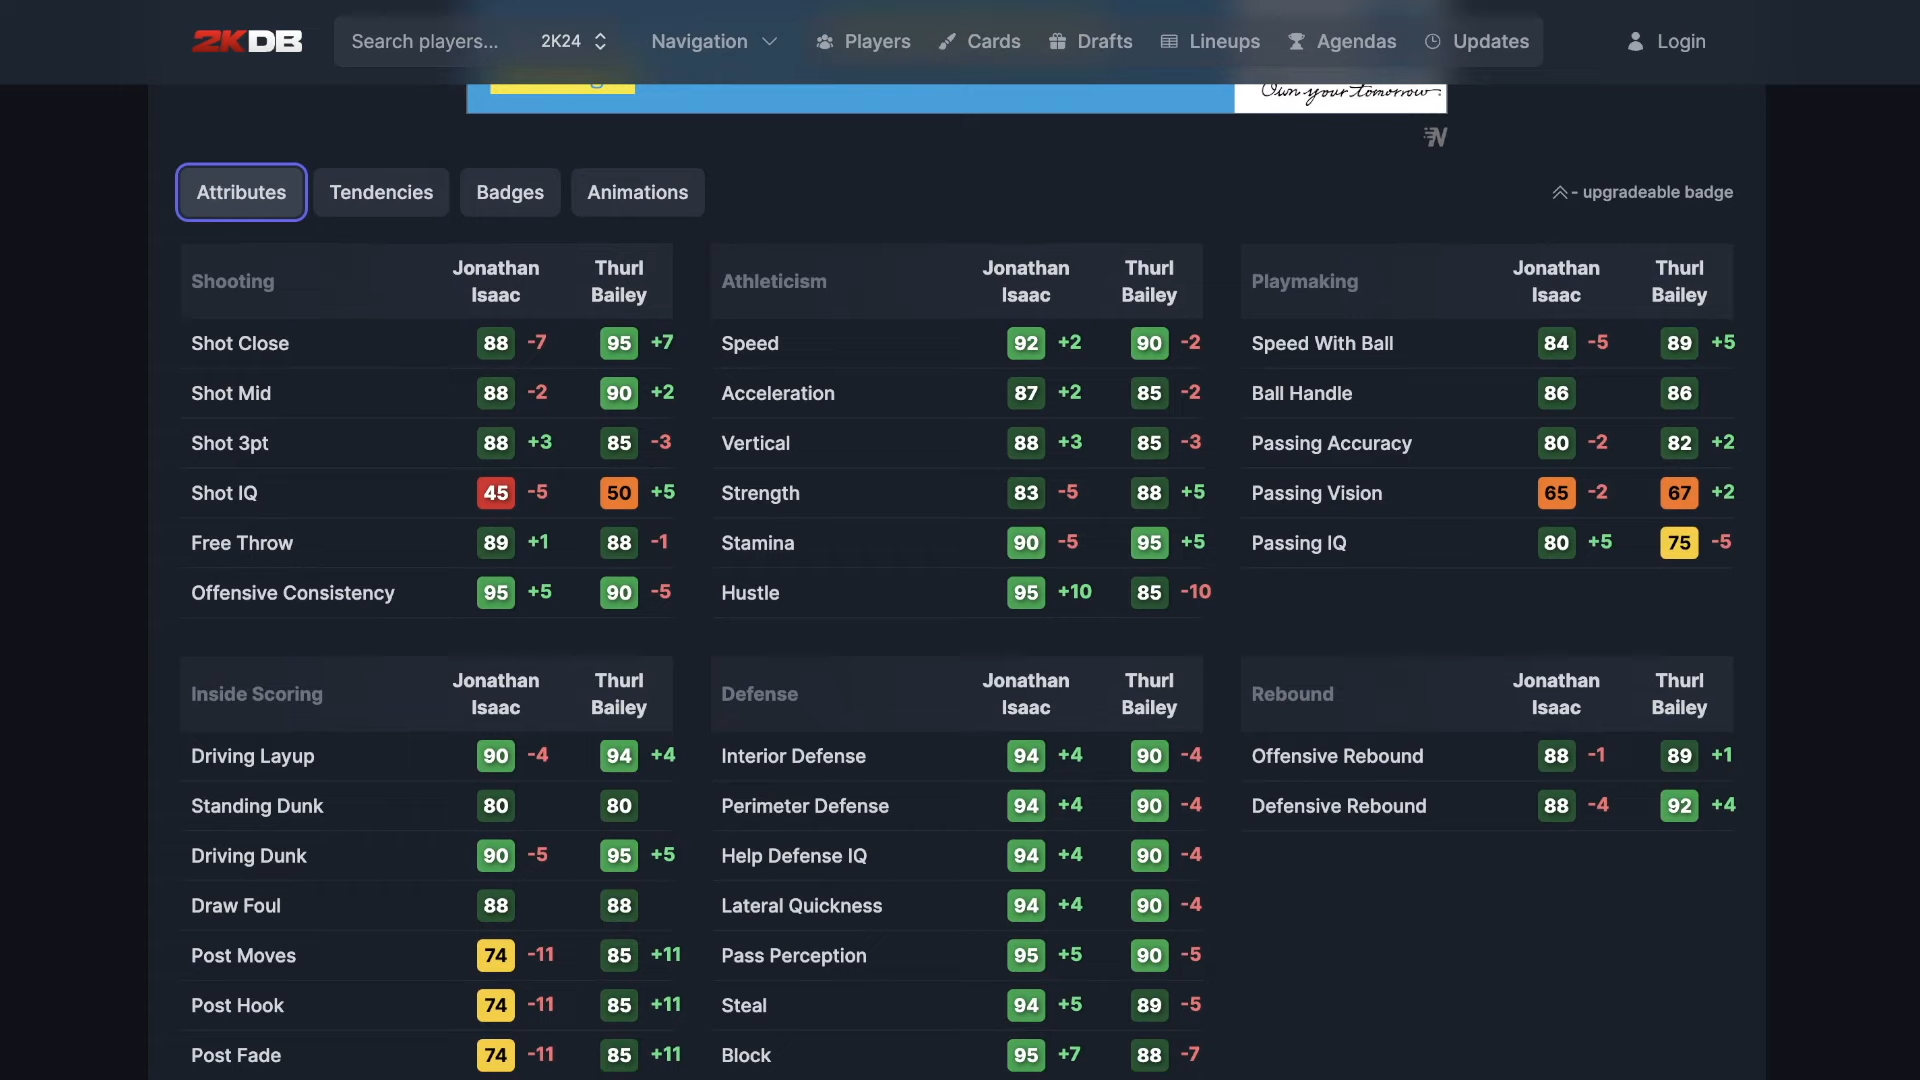 2KDB
Search players...
2K24
Navigation
Players
Cards
Drafts
Lineups
Agendas
Updates
Login
Own your tomorrow.
N
Attributes
Tendencies
Badges
Animations
- upgradeable badge
Shooting Jonathan Isaac Thurl Bailey
Shot Close 88 -7 95 +7
Shot Mid 88 -2 90 +2
Shot 3pt 88 +3 85 -3
Shot IQ 45 -5 50 +5
Free Throw 89 +1 88 -1
Offensive Consistency 95 +5 90 -5
Athleticism Jonathan Isaac Thurl Bailey
Speed 92 +2 90 -2
Acceleration 87 +2 85 -2
Vertical 88 +3 85 -3
Strength 83 -5 88 +5
Stamina 90 -5 95 +5
Hustle 95 +10 85 -10
Playmaking Jonathan Isaac Thurl Bailey
Speed With Ball 84 -5 89 +5
Ball Handle 86 86
Passing Accuracy 80 -2 82 +2
Passing Vision 65 -2 67 +2
Passing IQ 80 +5 75 -5
Inside Scoring Jonathan Isaac Thurl Bailey
Driving Layup 90 -4 94 +4
Standing Dunk 80 80
Driving Dunk 90 -5 95 +5
Draw Foul 88 88
Post Moves 74 -11 85 +11
Post Hook 74 -11 85 +11
Post Fade 74 -11 85 +11
Defense Jonathan Isaac Thurl Bailey
Interior Defense 94 +4 90 -4
Perimeter Defense 94 +4 90 -4
Help Defense IQ 94 +4 90 -4
Lateral Quickness 94 +4 90 -4
Pass Perception 95 +5 90 -5
Steal 94 +5 89 -5
Block 95 +7 88 -7
Rebound Jonathan Isaac Thurl Bailey
Offensive Rebound 88 -1 89 +1
Defensive Rebound 88 -4 92 +4